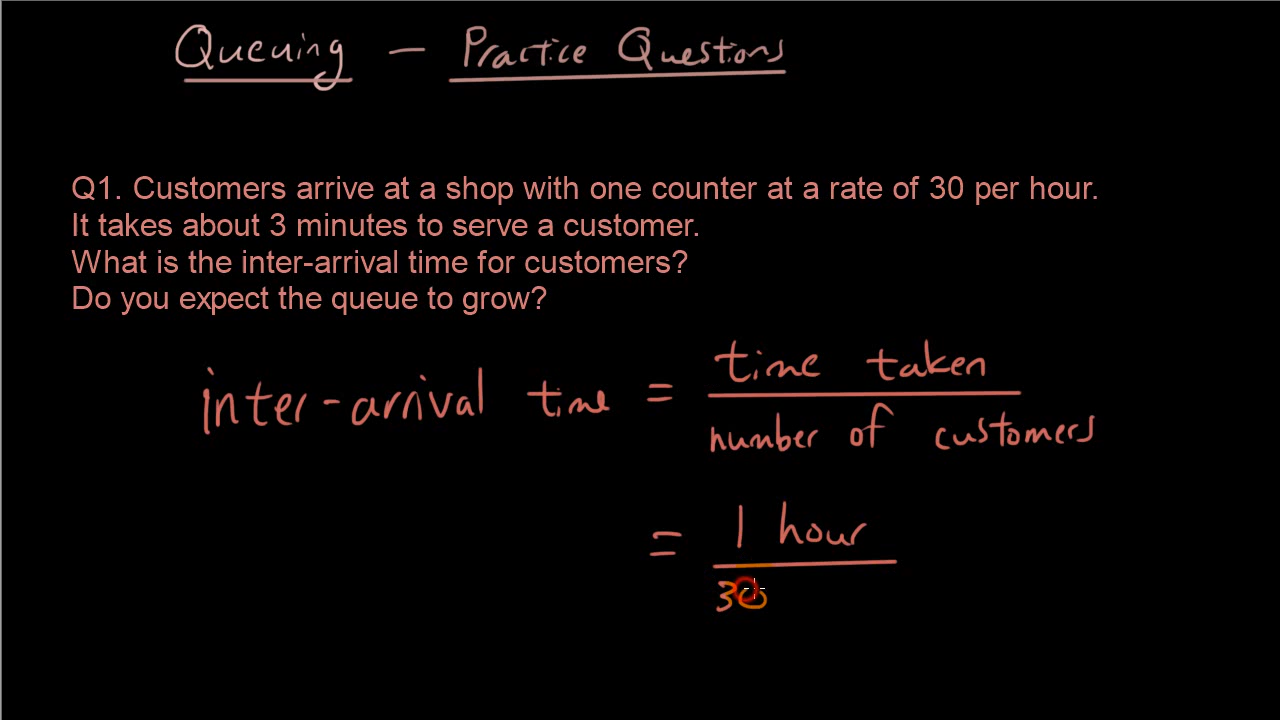 Queuing – Practice Questions
Q1. Customers arrive at a shop with one counter at a rate of 30 per hour.
It takes about 3 minutes to serve a customer.
What is the inter-arrival time for customers?
Do you expect the queue to grow?
time taken
inter-arrival time =
number of customers
1 hour
=
30